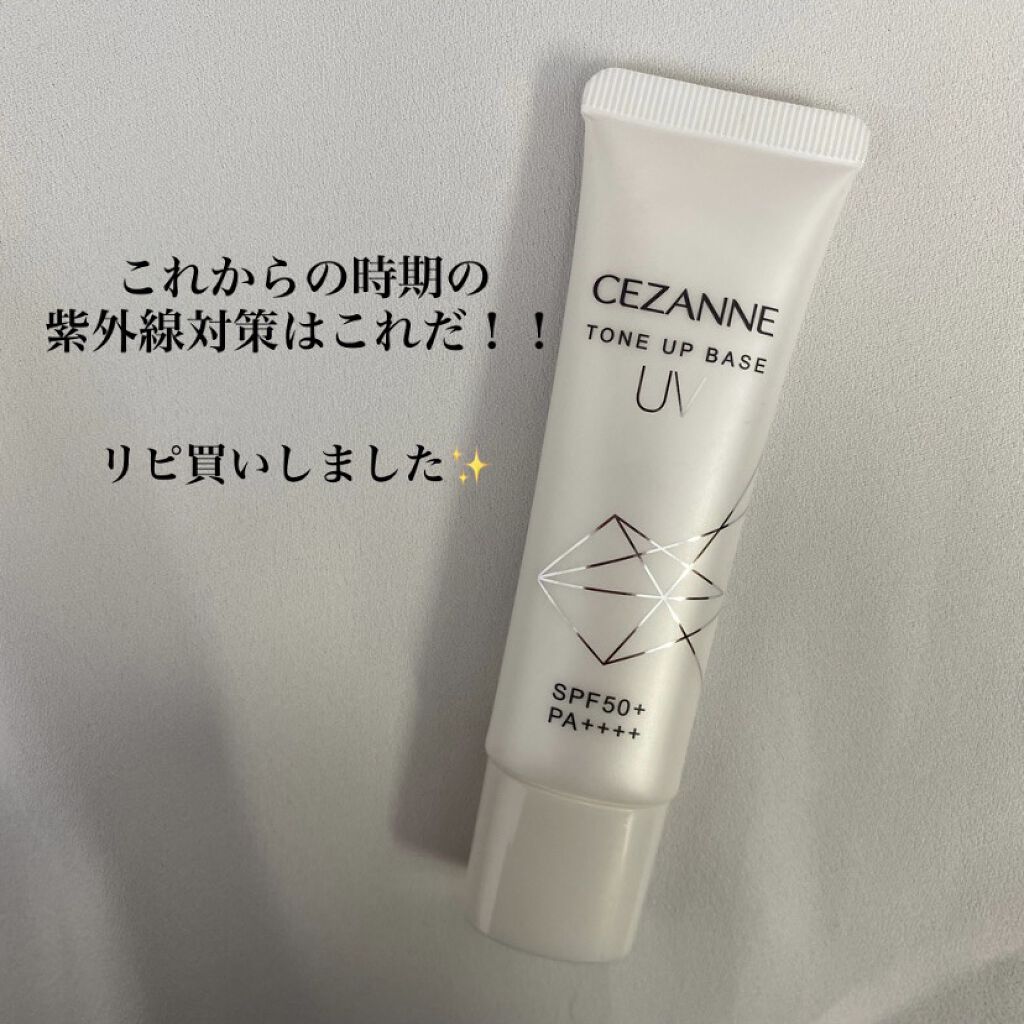 これからの時期の
紫外線対策はこれだ！！
リピ買いしました✨
CEZANNE
TONE UP BASE
UV
SPF50+
PA++++